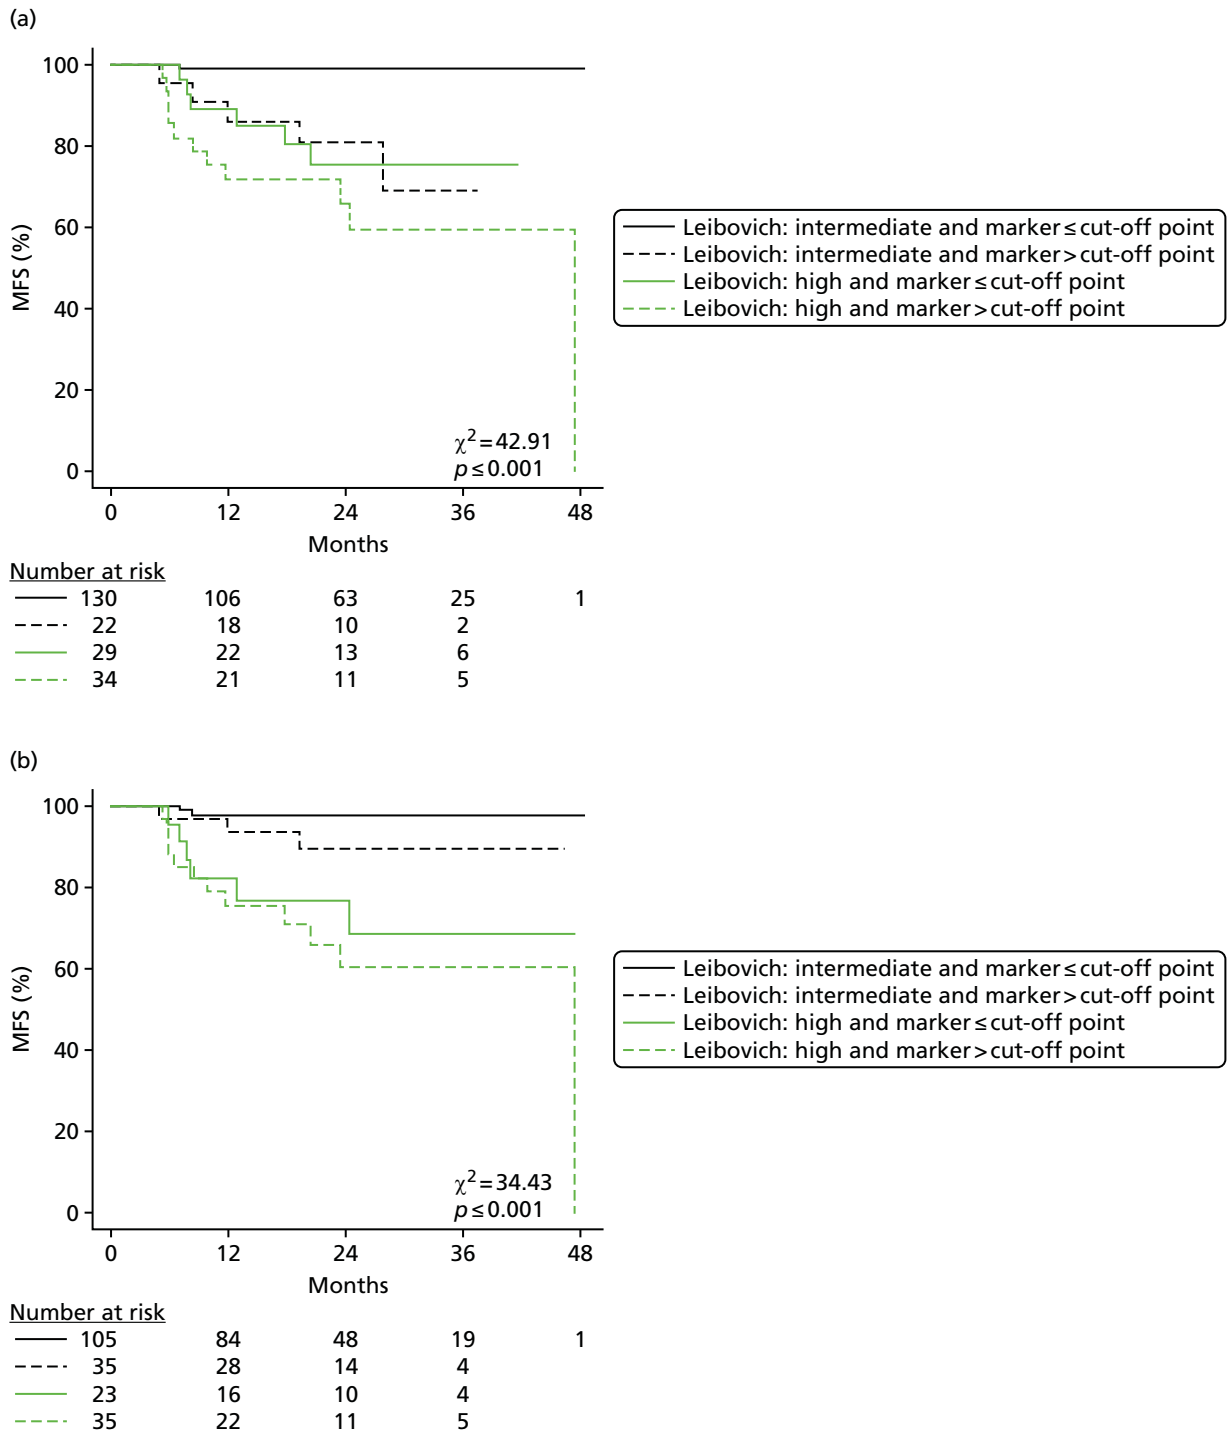 (a)
100
80
60
40
20
0
MFS (%)
χ²=42.91
p≤0.001
0 12 24 36 48
Months
Leibovich: intermediate and marker≤cut-off point
Leibovich: intermediate and marker>cut-off point
Leibovich: high and marker≤cut-off point
Leibovich: high and marker>cut-off point
Number at risk
130 106 63 25 1
22 18 10 2
29 22 13 6
34 21 11 5
(b)
100
80
60
40
20
0
MFS (%)
χ²=34.43
p≤0.001
0 12 24 36 48
Months
Leibovich: intermediate and marker≤cut-off point
Leibovich: intermediate and marker>cut-off point
Leibovich: high and marker≤cut-off point
Leibovich: high and marker>cut-off point
Number at risk
105 84 48 19 1
35 28 14 4
23 16 10 4
35 22 11 5